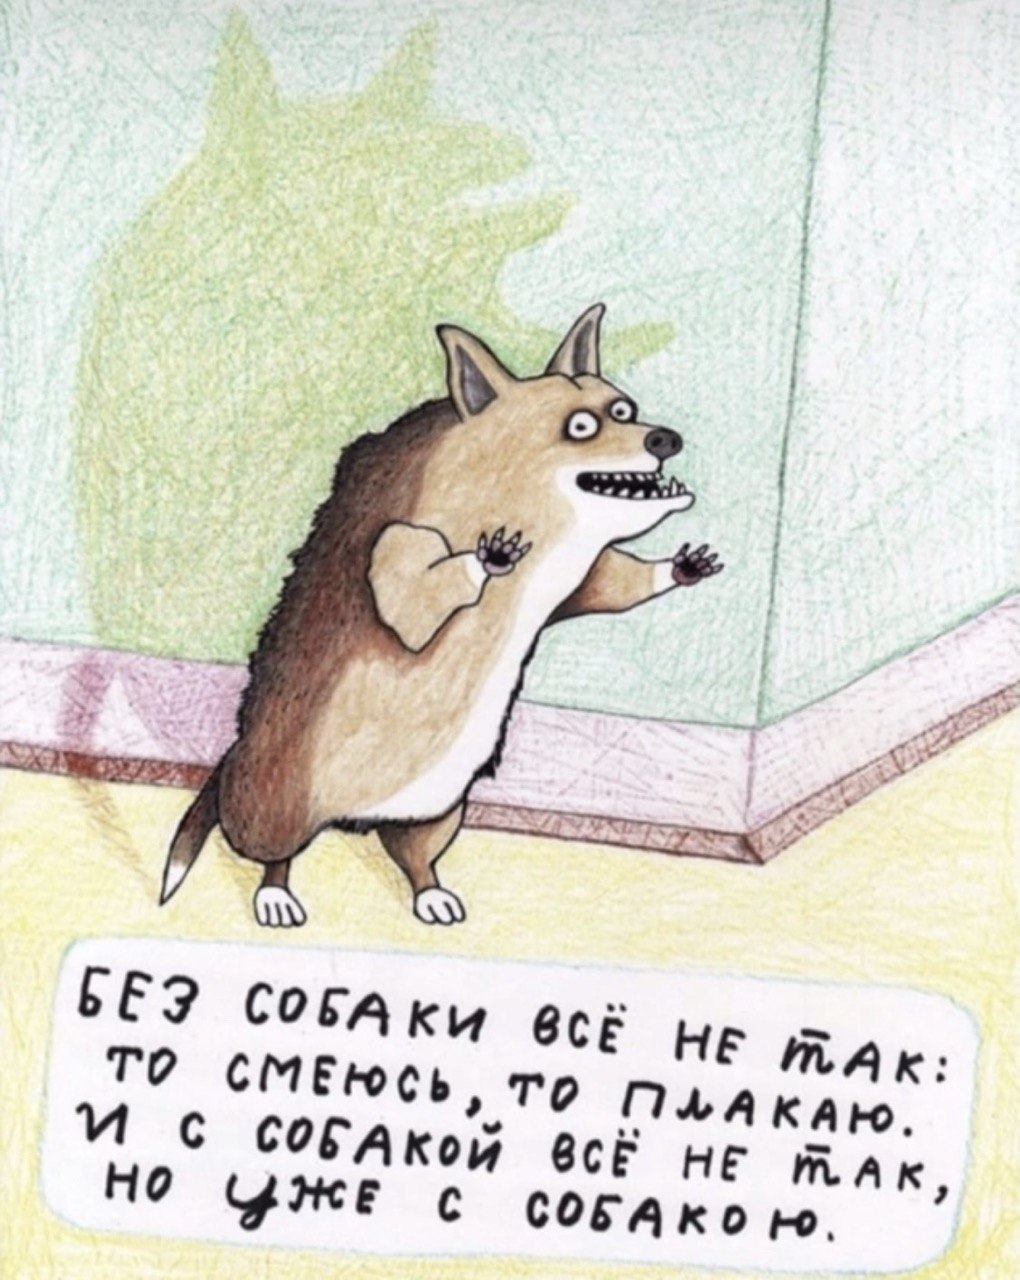 БЕЗ СОБАКИ ВСЁ НЕ ТАК:
ТО СМЕЮСЬ, ТО ПЛАКАЮ.
И С СОБАКОЙ ВСЁ НЕ ТАК,
НО УЖЕ С СОБАКОЮ.